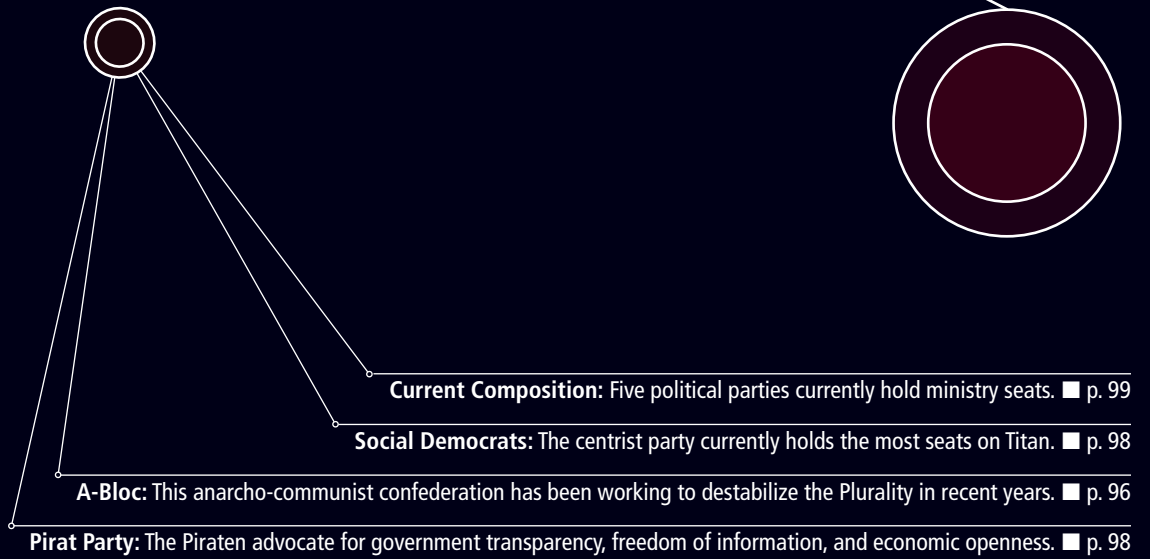 Current Composition: Five political parties currently hold ministry seats. ■ p. 99
Social Democrats: The centrist party currently holds the most seats on Titan. ■ p. 98
A-Bloc: This anarcho-communist confederation has been working to destabilize the Plurality in recent years. ■ p. 96
Pirat Party: The Piraten advocate for government transparency, freedom of information, and economic openness. ■ p. 98